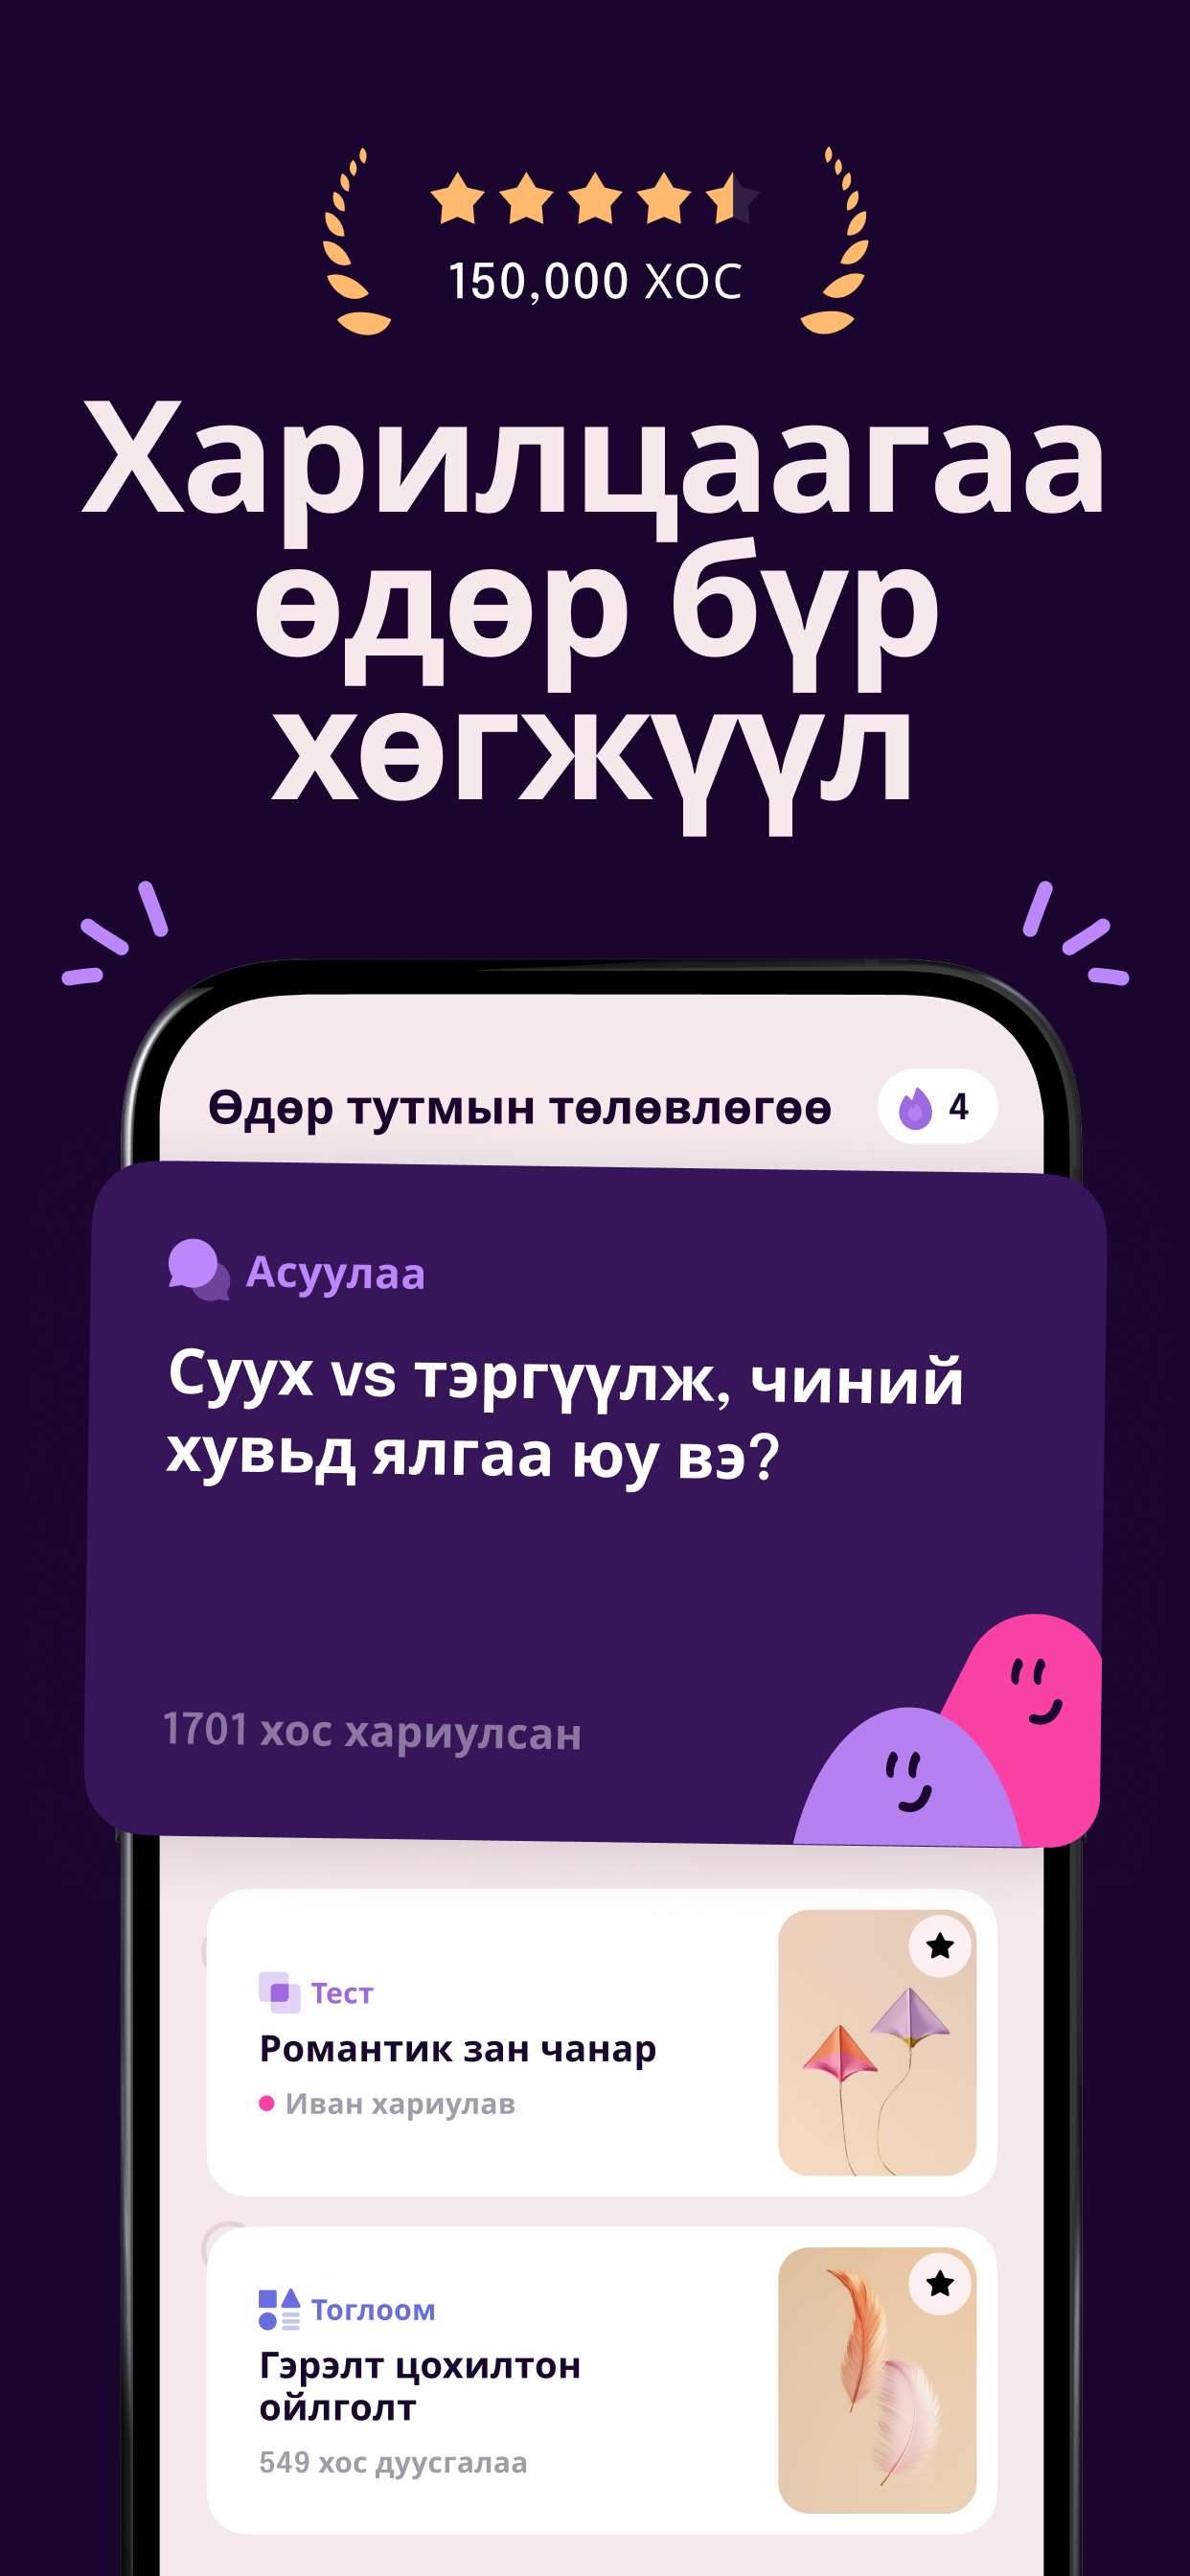 150,000 ХОС
Харилцаагаа
өдөр бүр
хөгжүүл
Өдөр тутмын төлөвлөгөө
4
Асуулаа
Суух vs тэргүүлж, чиний
хувьд ялгаа юу вэ?
1701 хос хариулсан
Тест
Романтик зан чанар
Иван хариулав
Тоглоом
Гэрэлт цохилтон
ойлголт
549 хос дуусгалаа